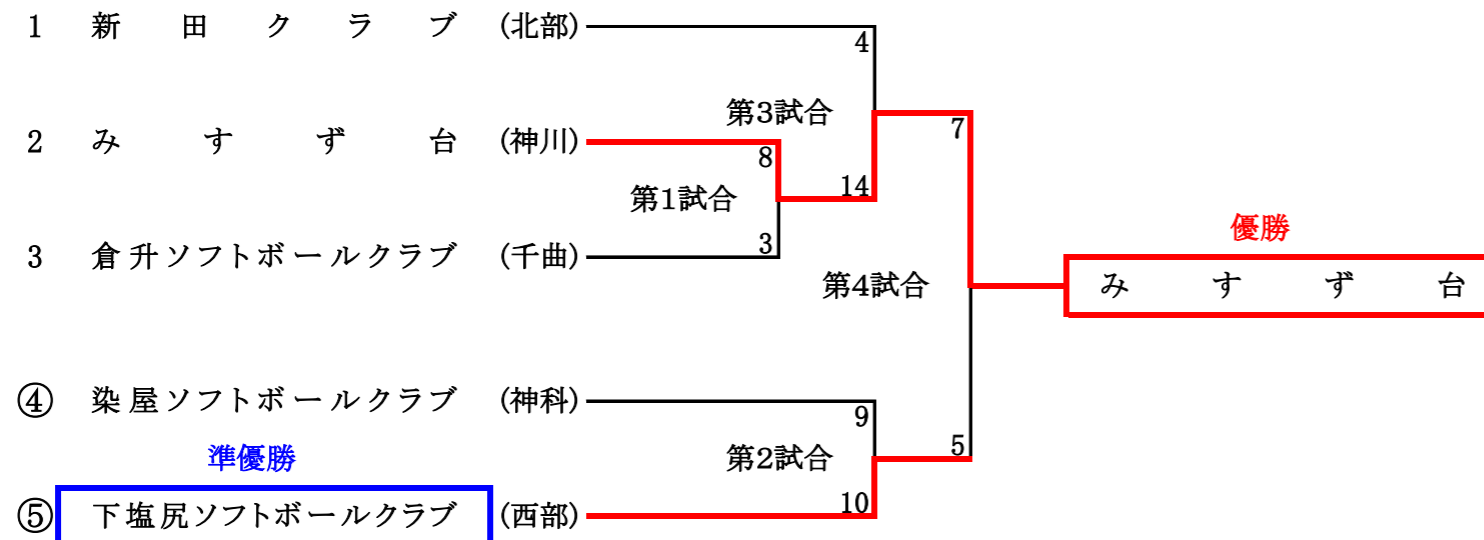 1 新田クラブ (北部)
4
第3試合
2 みすず台 (神川)
7
8
14
第1試合
優勝
3 倉升ソフトボールクラブ (千曲)
3
第4試合
みすず台
④ 染屋ソフトボールクラブ (神科)
9
準優勝
第2試合
5
⑤ 下塩尻ソフトボールクラブ (西部)
10